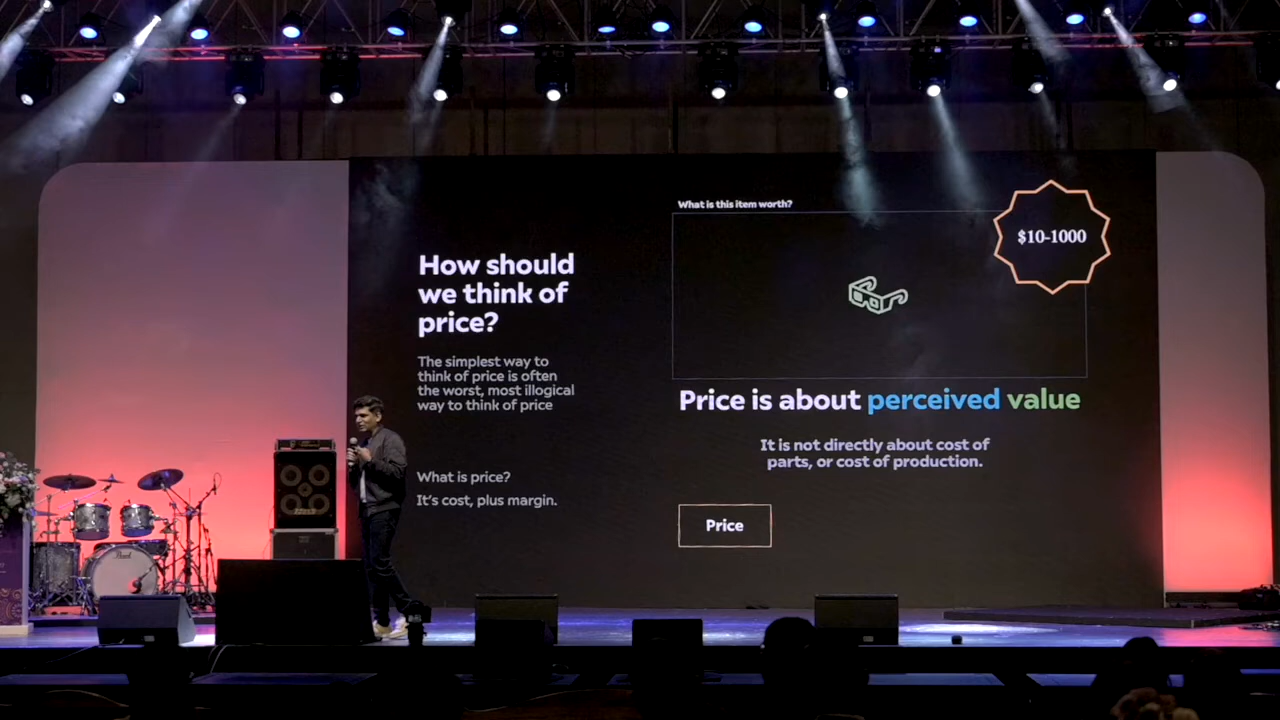 How should
we think of
price?
The simplest way to
think of price is often
the worst, most illogical
way to think of price
What is price?
It's cost, plus margin.
What is this item worth?
$10-1000
Price is about perceived value
It is not directly about cost of
parts, or cost of production.
Price
Pearl